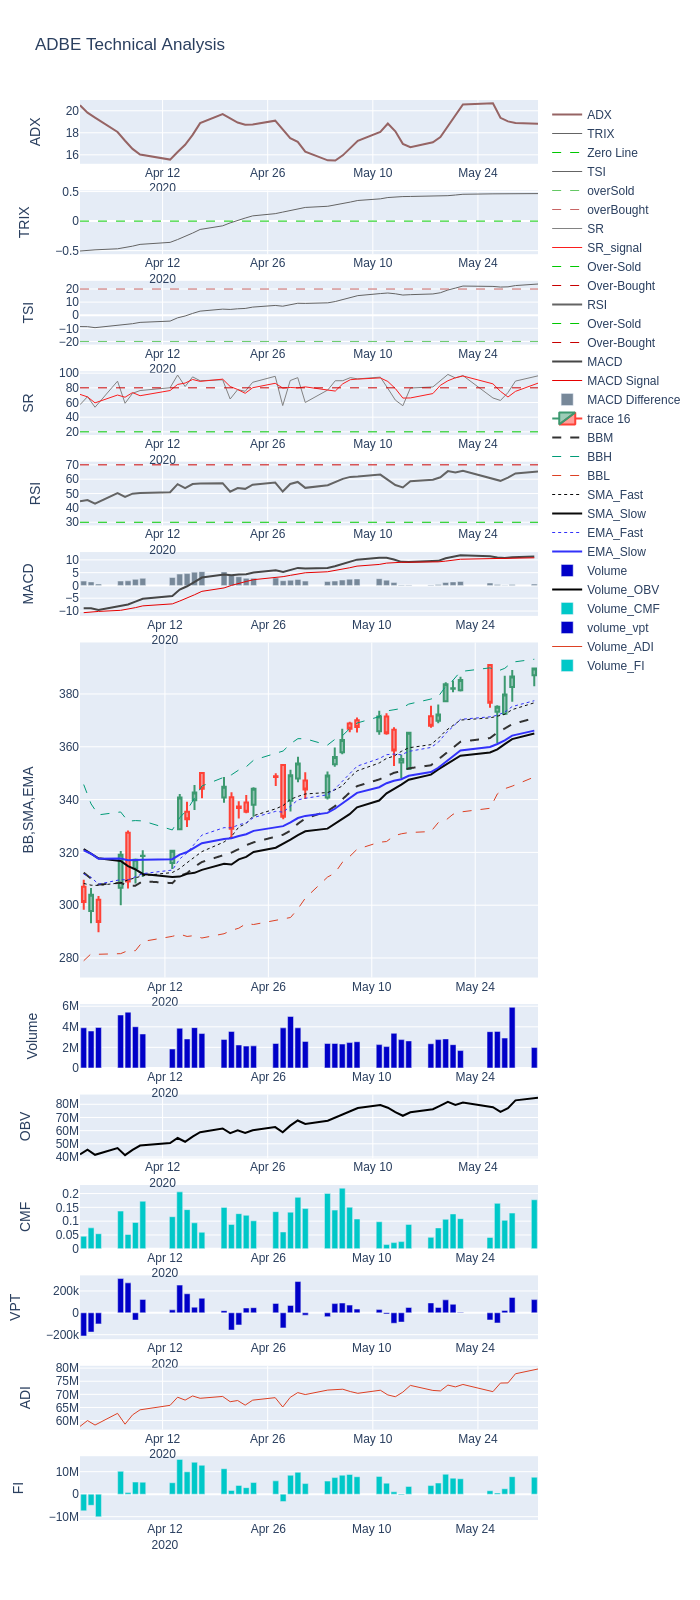 ADBE Technical Analysis
ADX
20
18
16
Apr 12
2020
Apr 26
May 10
May 24
TRIX
0.5
0
−0.5
Apr 12
2020
Apr 26
May 10
May 24
TSI
20
10
0
−10
−20
Apr 12
2020
Apr 26
May 10
May 24
SR
100
80
60
40
20
Apr 12
2020
Apr 26
May 10
May 24
RSI
70
60
50
40
30
Apr 12
2020
Apr 26
May 10
May 24
MACD
10
5
0
−5
−10
Apr 12
2020
Apr 26
May 10
May 24
BB,SMA,EMA
380
360
340
320
300
280
Apr 12
2020
Apr 26
May 10
May 24
Volume
6M
4M
2M
0
Apr 12
2020
Apr 26
May 10
May 24
OBV
80M
70M
60M
50M
40M
Apr 12
2020
Apr 26
May 10
May 24
CMF
0.2
0.15
0.1
0.05
0
Apr 12
2020
Apr 26
May 10
May 24
VPT
200k
0
−200k
Apr 12
2020
Apr 26
May 10
May 24
ADI
80M
75M
70M
65M
60M
Apr 12
2020
Apr 26
May 10
May 24
FI
10M
0
−10M
Apr 12
2020
Apr 26
May 10
May 24
ADX
TRIX
Zero Line
TSI
overSold
overBought
SR
SR_signal
Over-Sold
Over-Bought
RSI
Over-Sold
Over-Bought
MACD
MACD Signal
MACD Difference
trace 16
BBM
BBH
BBL
SMA_Fast
SMA_Slow
EMA_Fast
EMA_Slow
Volume
Volume_OBV
Volume_CMF
volume_vpt
Volume_ADI
Volume_FI